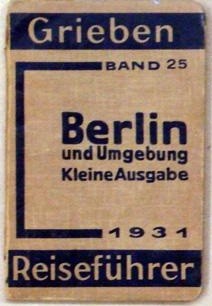 Grieben
BAND 25
Berlin
und Umgebung
Kleine Ausgabe
1931
Reiseführer